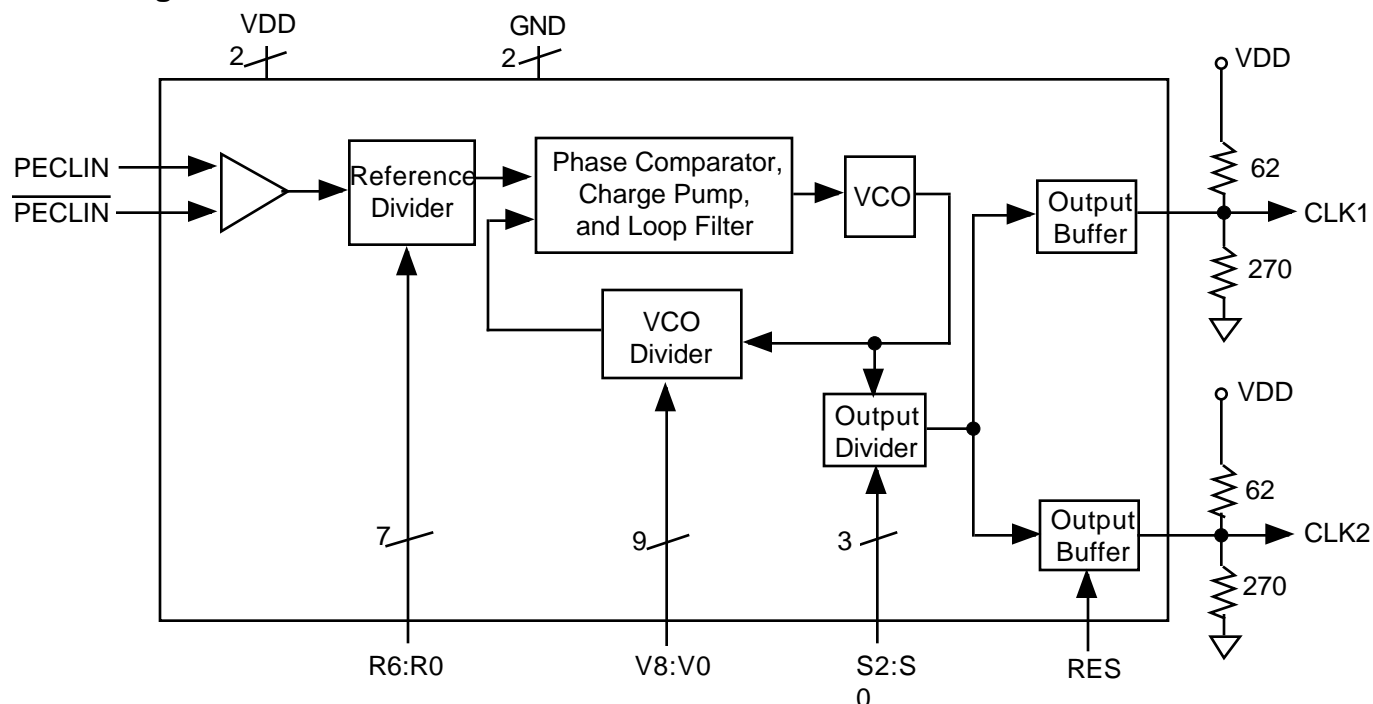 VDD
2
GND
2
VDD
62
CLK1
270
PECLIN
PECLIN
Reference
Divider
Phase Comparator,
Charge Pump,
and Loop Filter
VCO
Output
Buffer
VCO
Divider
Output
Divider
VDD
62
Output
Buffer
CLK2
270
7
9
3
R6:R0
V8:V0
S2:S
0
RES